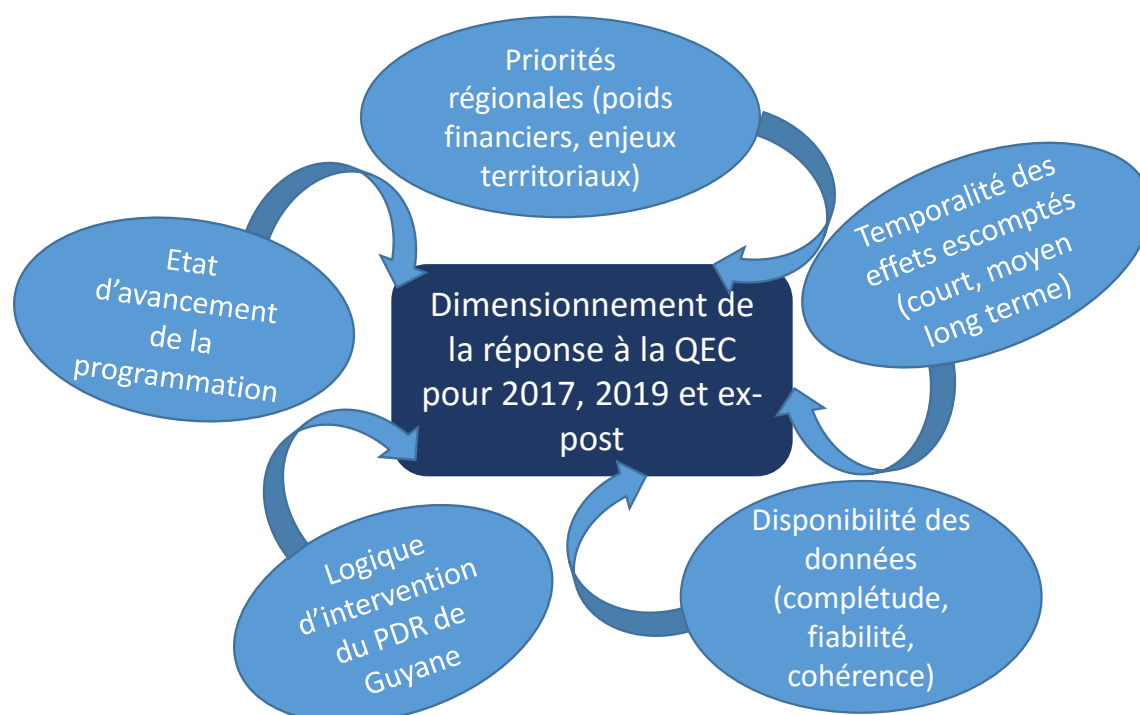 Priorités
régionales (poids
financiers, enjeux
territoriaux)
Temporalité des
effets escomptés
(court, moyen
long terme)
Etat
d'avancement
de la
programmation
Dimensionnement de
la réponse à la QEC
pour 2017, 2019 et ex-
post
Logique
d'intervention
du PDR de
Guyane
Disponibilité des
données
(complétude,
fiabilité,
cohérence)